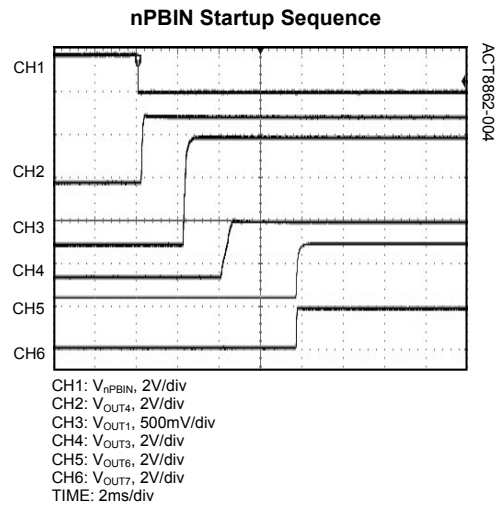 nPBIN Startup Sequence
ACT8862-004
CH1
CH2
CH3
CH4
CH5
CH6
CH1: VnPBIN, 2V/div
CH2: VOUT4, 2V/div
CH3: VOUT1, 500mV/div
CH4: VOUT3, 2V/div
CH5: VOUT6, 2V/div
CH6: VOUT7, 2V/div
TIME: 2ms/div